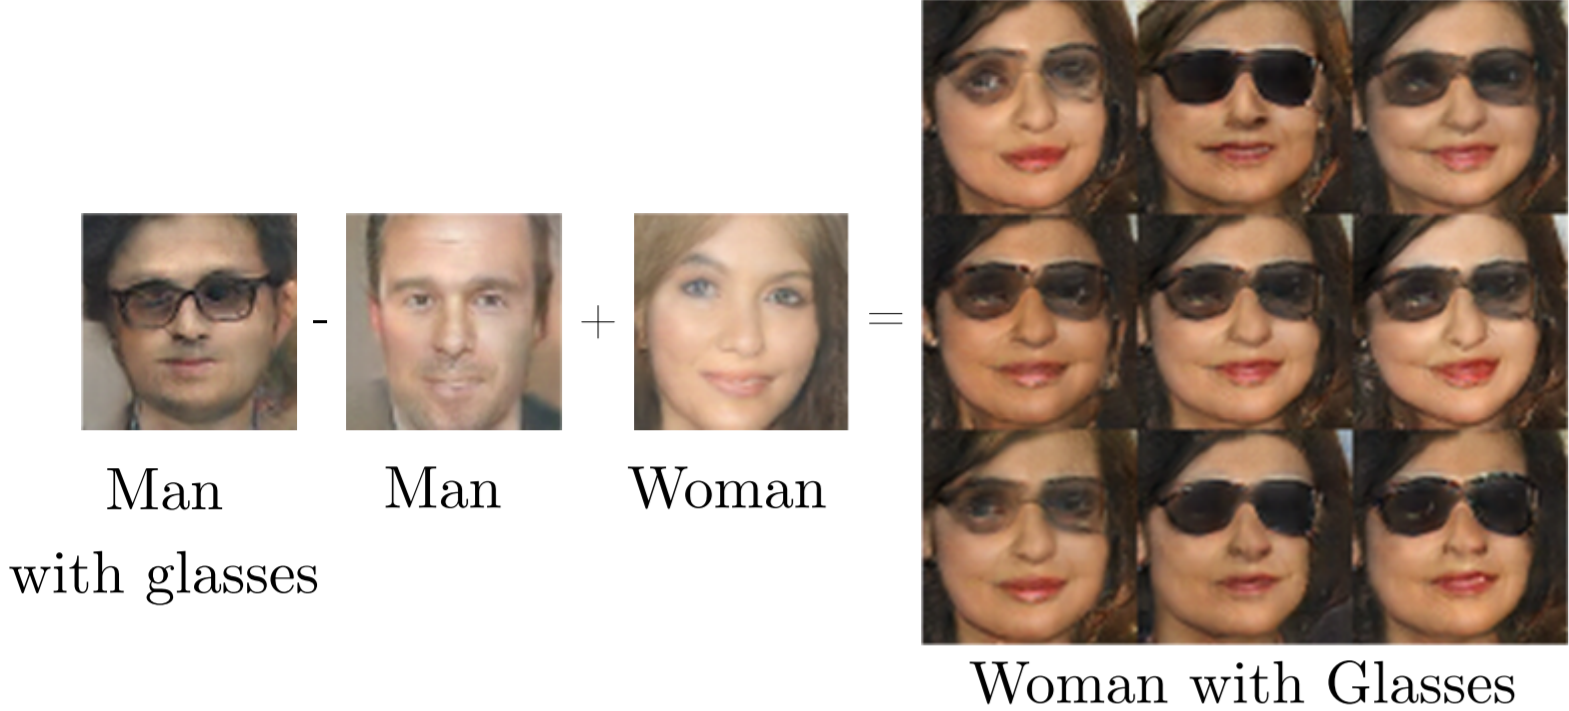 - + =
Man Man Woman
with glasses
Woman with Glasses